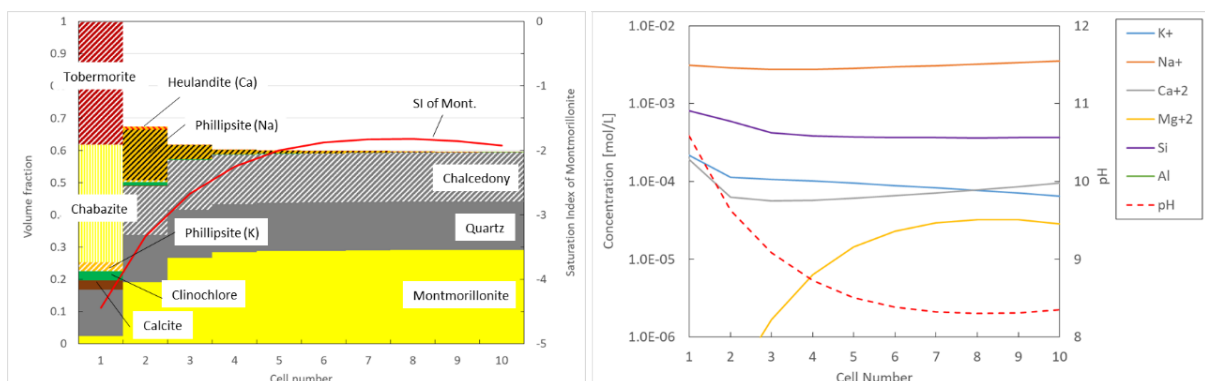 1
0.9
0.7
0.6
0.5
0.3
0.2
0.1
0
Volume fraction
Tobermorite
Heulandite (Ca)
Phillipsite (Na)
SI of Mont.
Chabazite
Chalcedony
Phillipsite (K)
Quartz
Clinochlore
Montmorillonite
Calcite
0
-1
-2
-3
-4
-5
Saturation Index of Montmorillonite
1 2 3 4 5 6 7 8 9 10
Cell number
1.0E-02
1.0E-03
1.0E-04
1.0E-05
1.0E-06
Concentration [mol/L]
12
11
10
9
8
pH
1 2 3 4 5 6 7 8 9 10
Cell Number
K+
Na+
Ca+2
Mg+2
Si
Al
pH